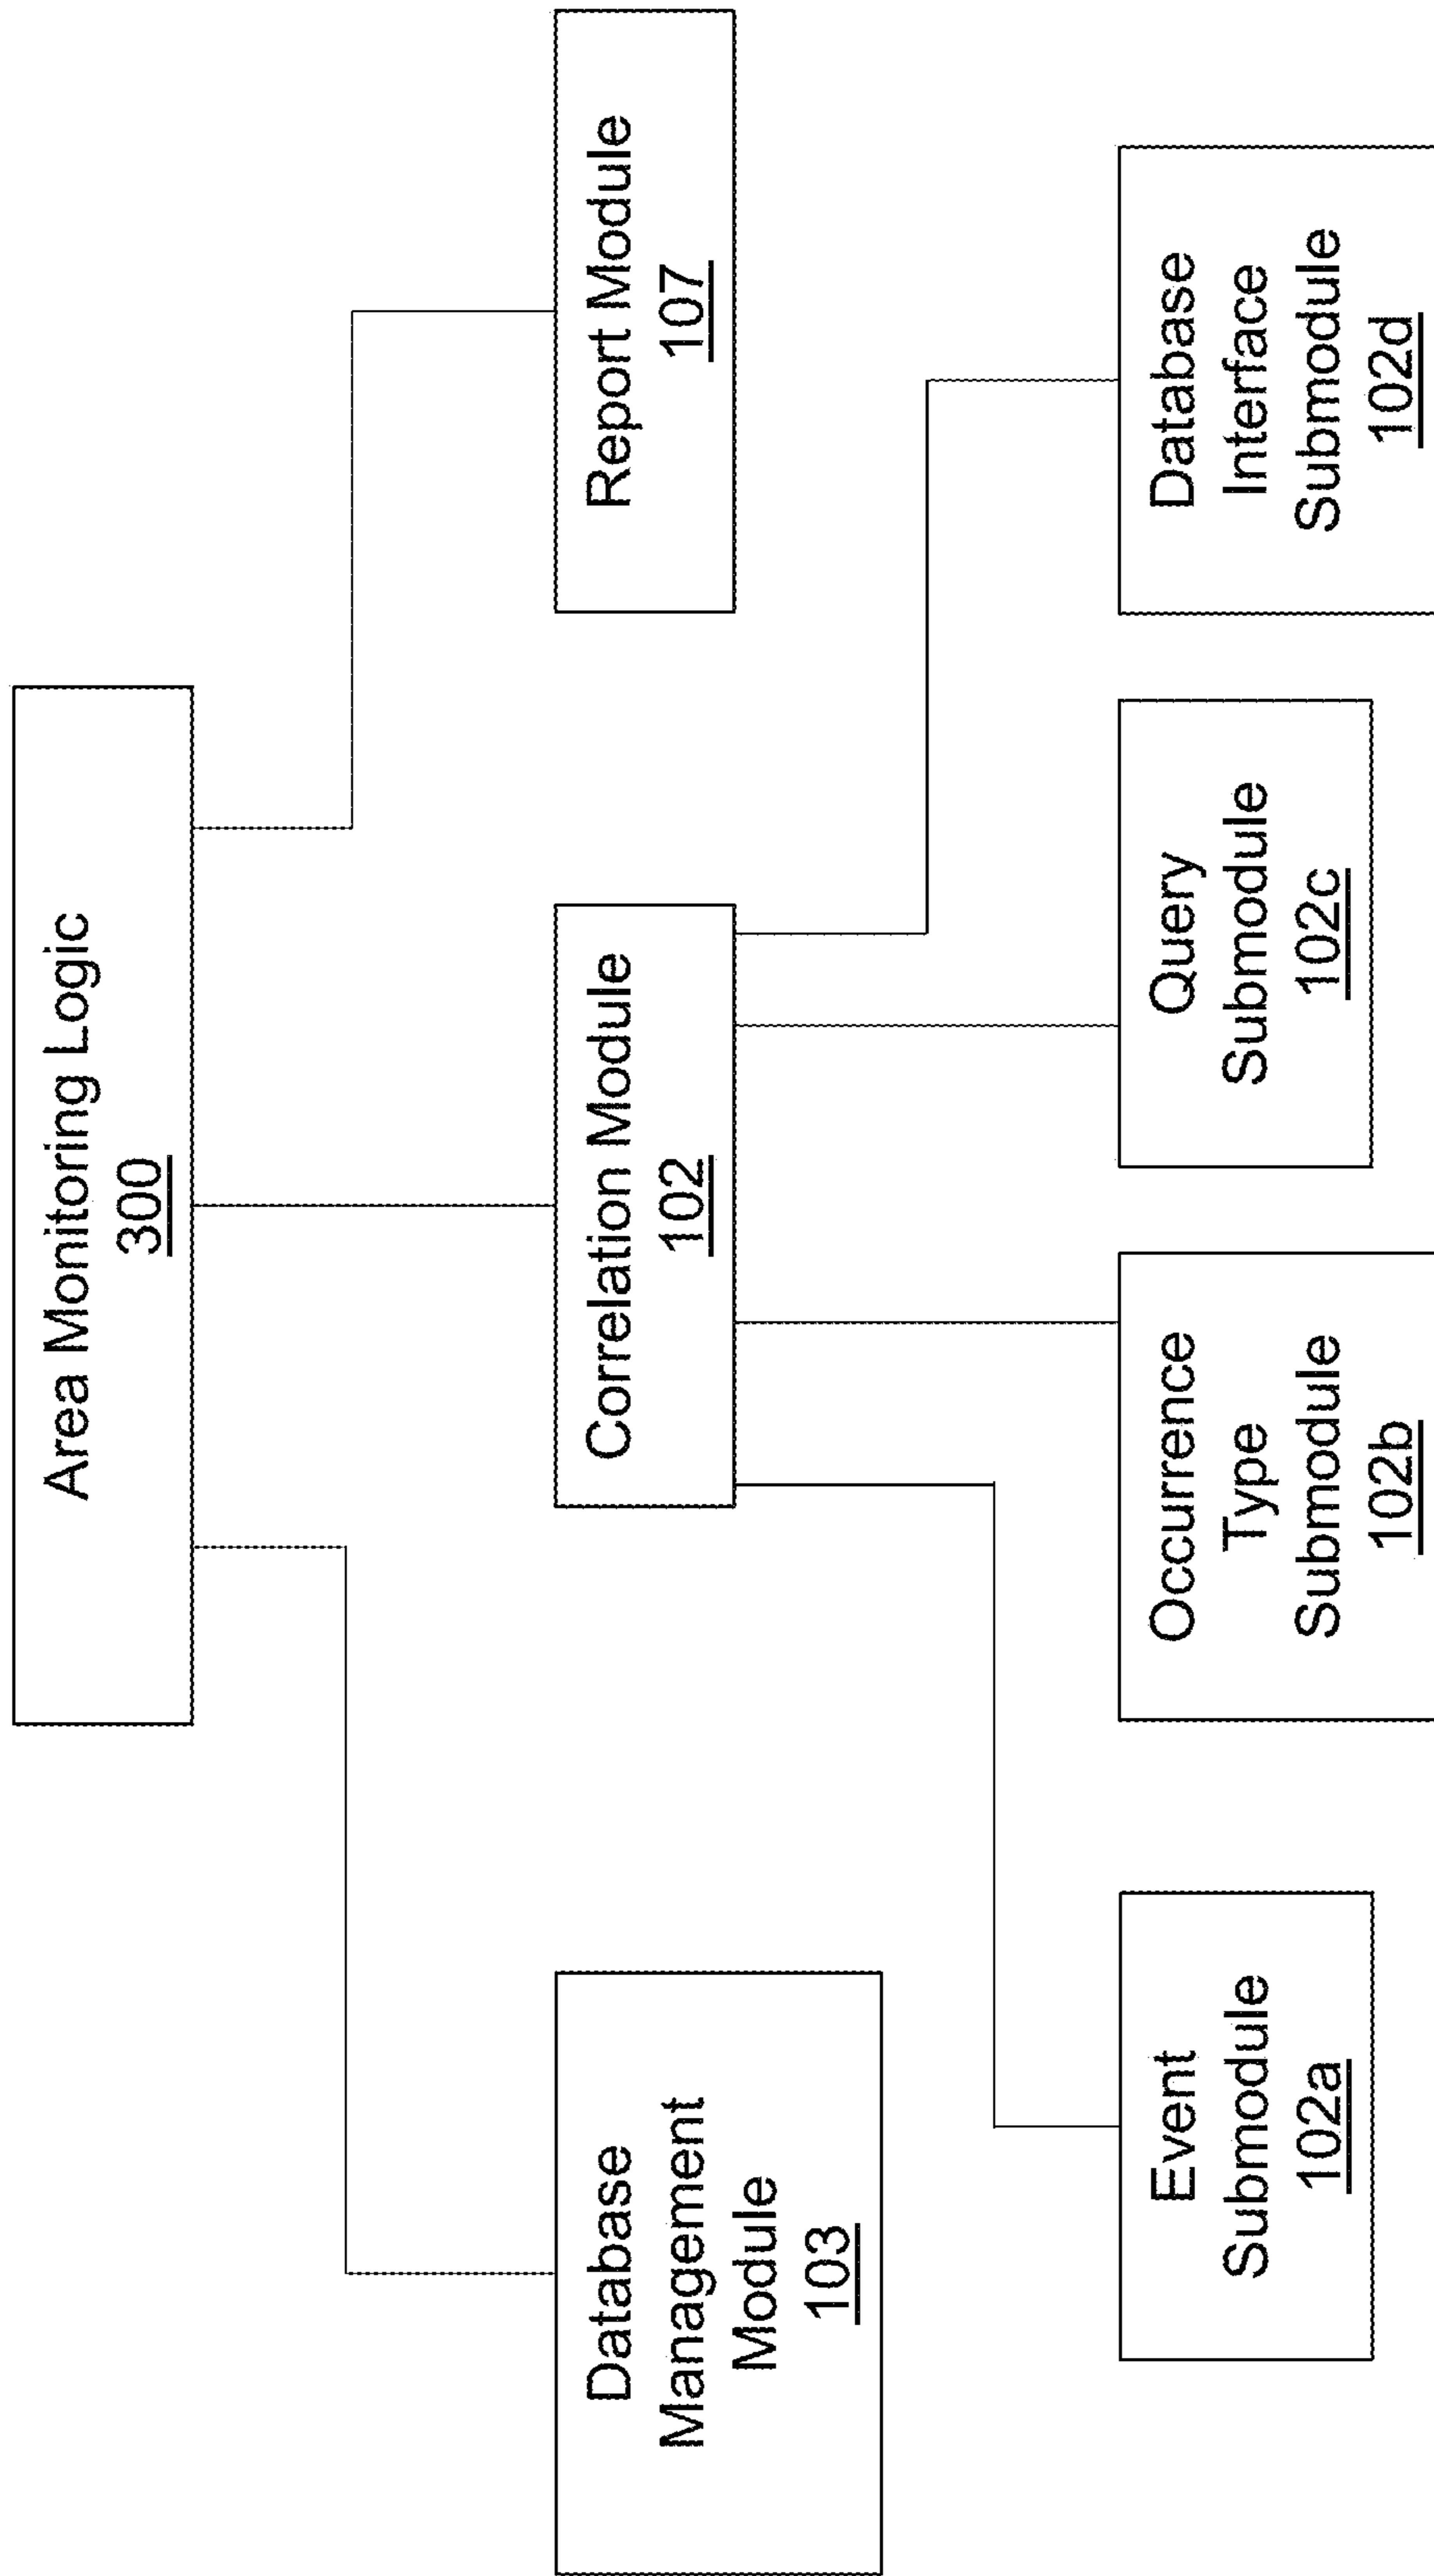 Area Monitoring Logic
300
Database
Management
Module
103
Correlation Module
102
Report Module
107
Event
Submodule
102a
Occurrence
Type
Submodule
102b
Query
Submodule
102c
Database
Interface
Submodule
102d